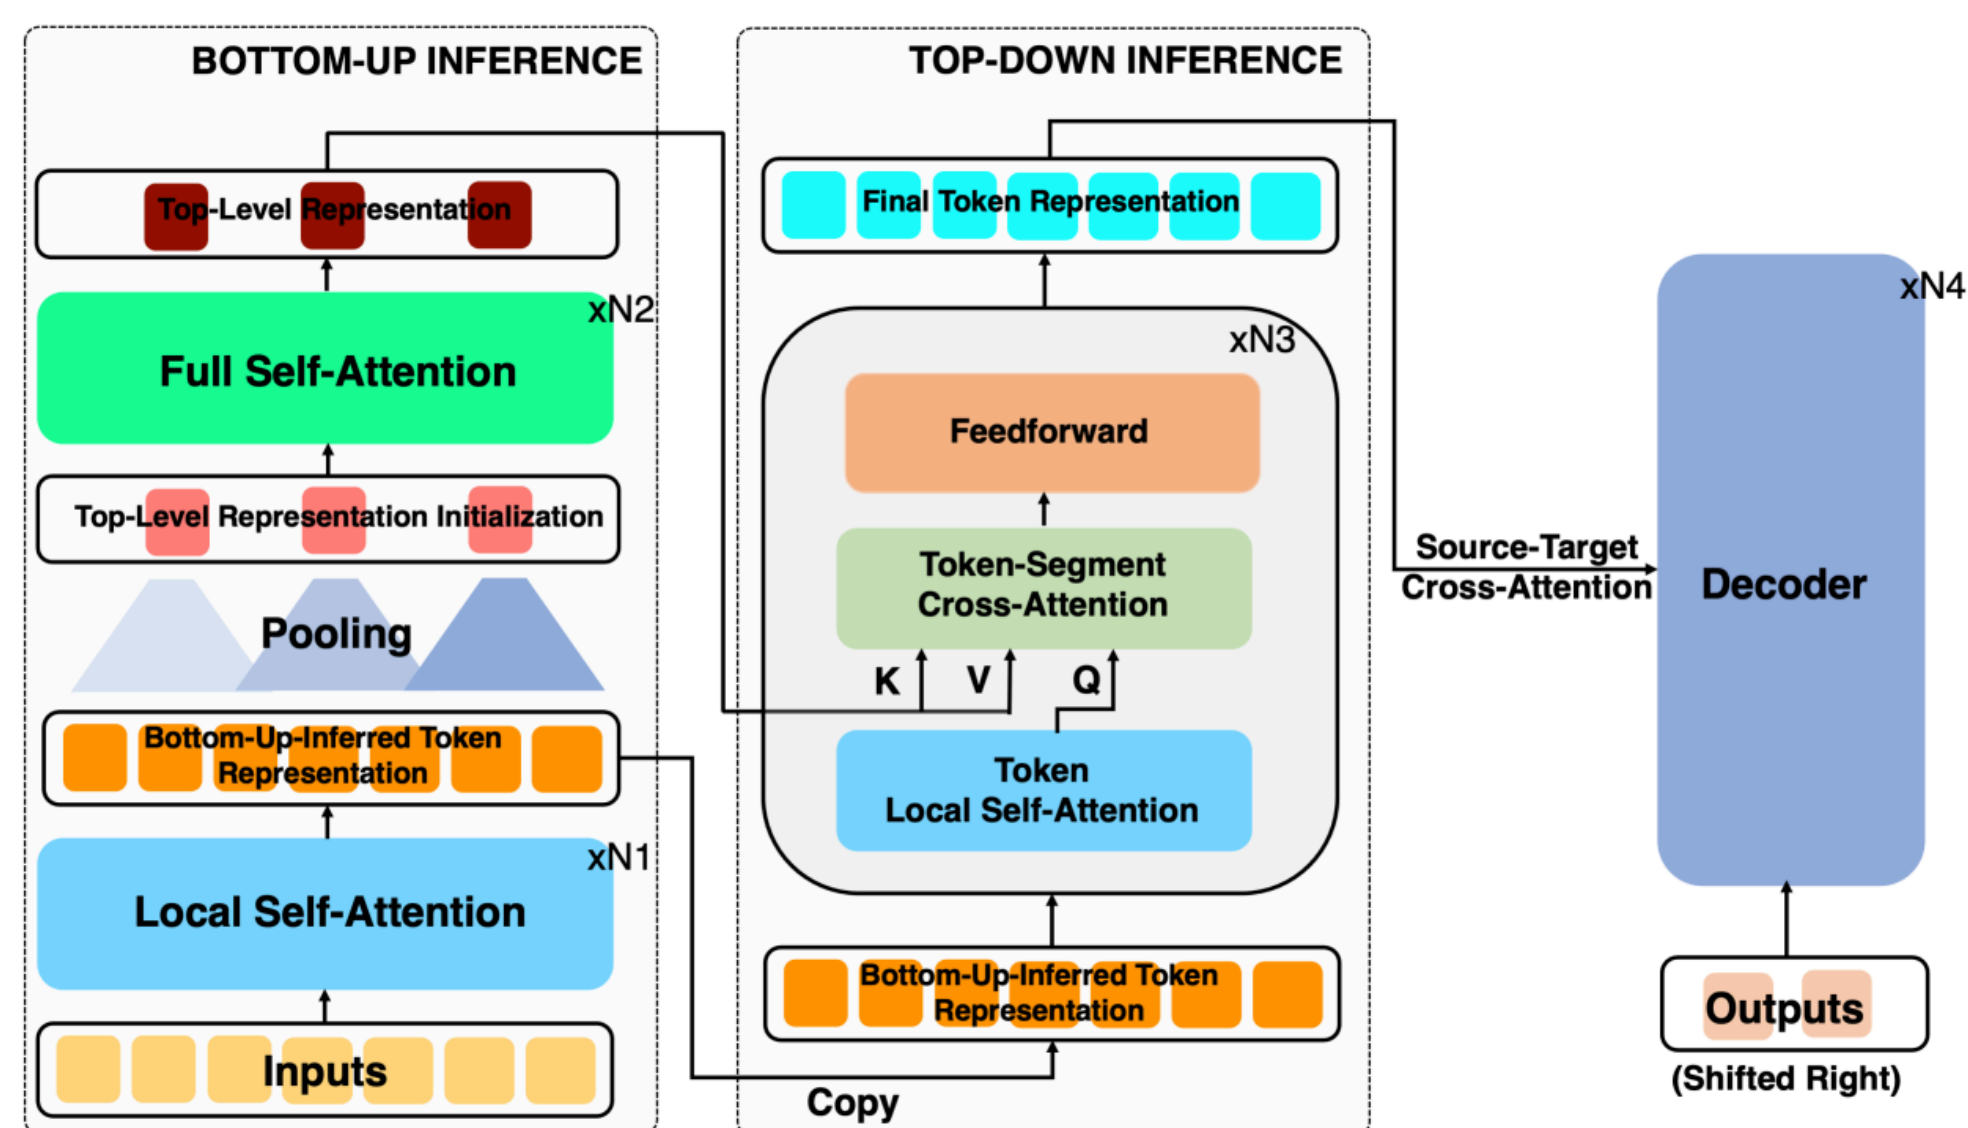 BOTTOM-UP INFERENCE
Top-Level Representation
xN2
Full Self-Attention
Top-Level Representation Initialization
Pooling
Bottom-Up-Inferred Token
Representation
xN1
Local Self-Attention
Inputs
TOP-DOWN INFERENCE
Final Token Representation
xN3
Feedforward
Token-Segment
Cross-Attention
K V Q
Token
Local Self-Attention
Bottom-Up-Inferred Token
Representation
Copy
Source-Target
Cross-Attention
xN4
Decoder
Outputs
(Shifted Right)